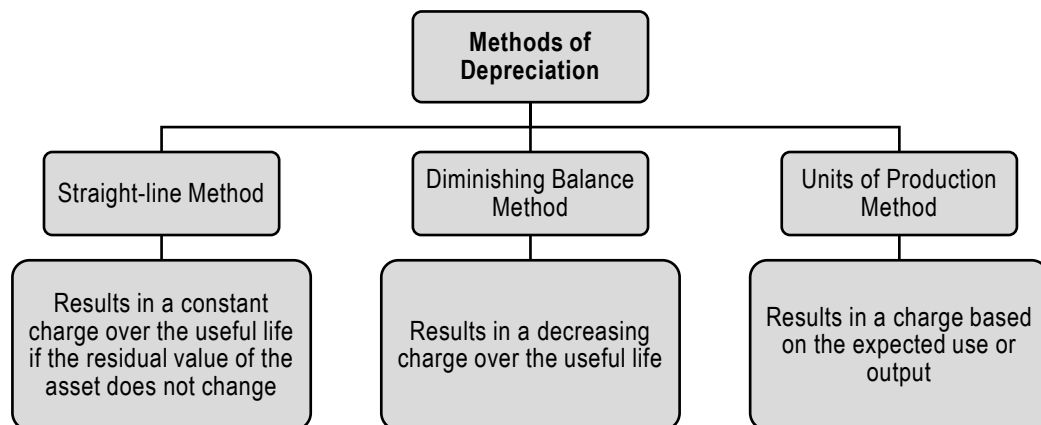 Methods of
Depreciation
Straight-line Method
Diminishing Balance
Method
Units of Production
Method
Results in a constant
charge over the useful life
if the residual value of the
asset does not change
Results in a decreasing
charge over the useful life
Results in a charge based
on the expected use or
output